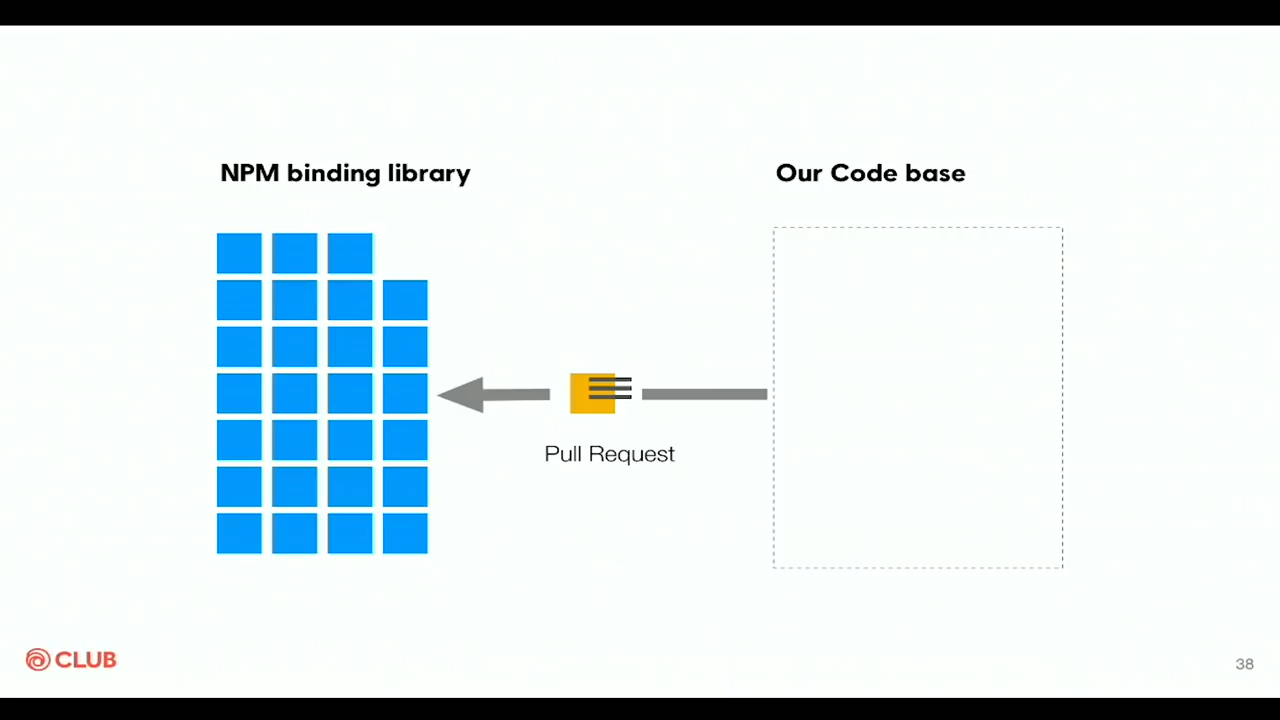 NPM binding library
Our Code base
Pull Request
CLUB
38